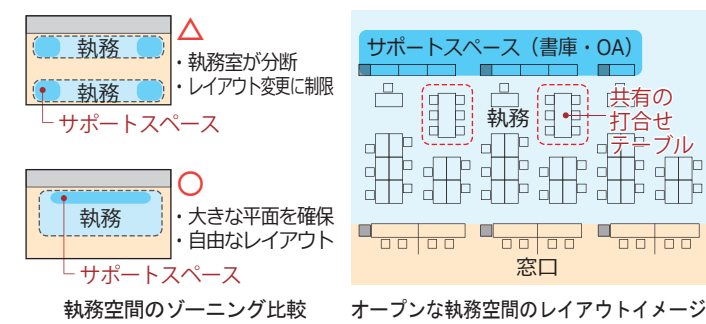 執務
執務
サポートスペース
△
・執務室が分断
・レイアウト変更に制限
執務
サポートスペース
○
・大きな平面を確保
・自由なレイアウト
執務空間のゾーニング比較
サポートスペース（書庫・OA）
執務
共有の
打合せ
テーブル
窓口
オープンな執務空間のレイアウトイメージ